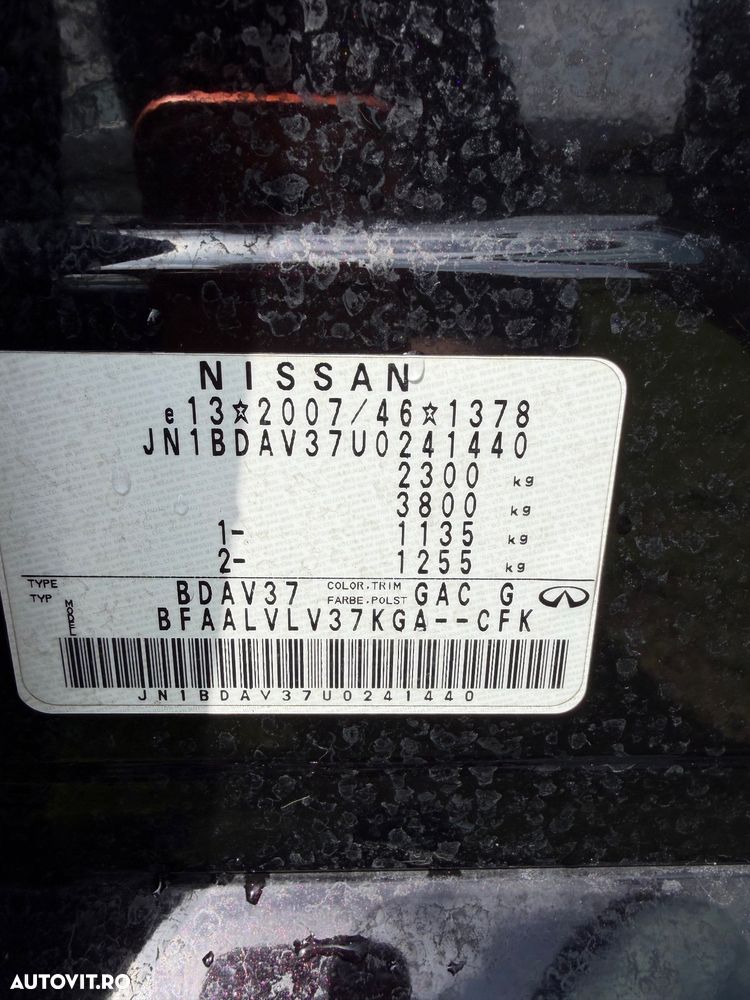 NISSAN
e13☆2007/46★1378
JN1BDAV37U0241440
2300 kg
3800 kg
1- 1135 kg
2- 1255 kg
TYPE TYP BDAV37 COLOR,TRIM FARBE.POLST GAC G
MODEL BFAALVLV37KGA--CFK
JN1BDAV37U0241440
AUTOVIT.RO